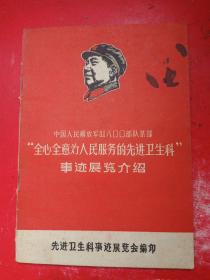 中国人民解放军三八〇〇部队某部
“全心全意为人民服务的先进卫生科”
事迹展览介绍
先进卫生科事迹展览会编印